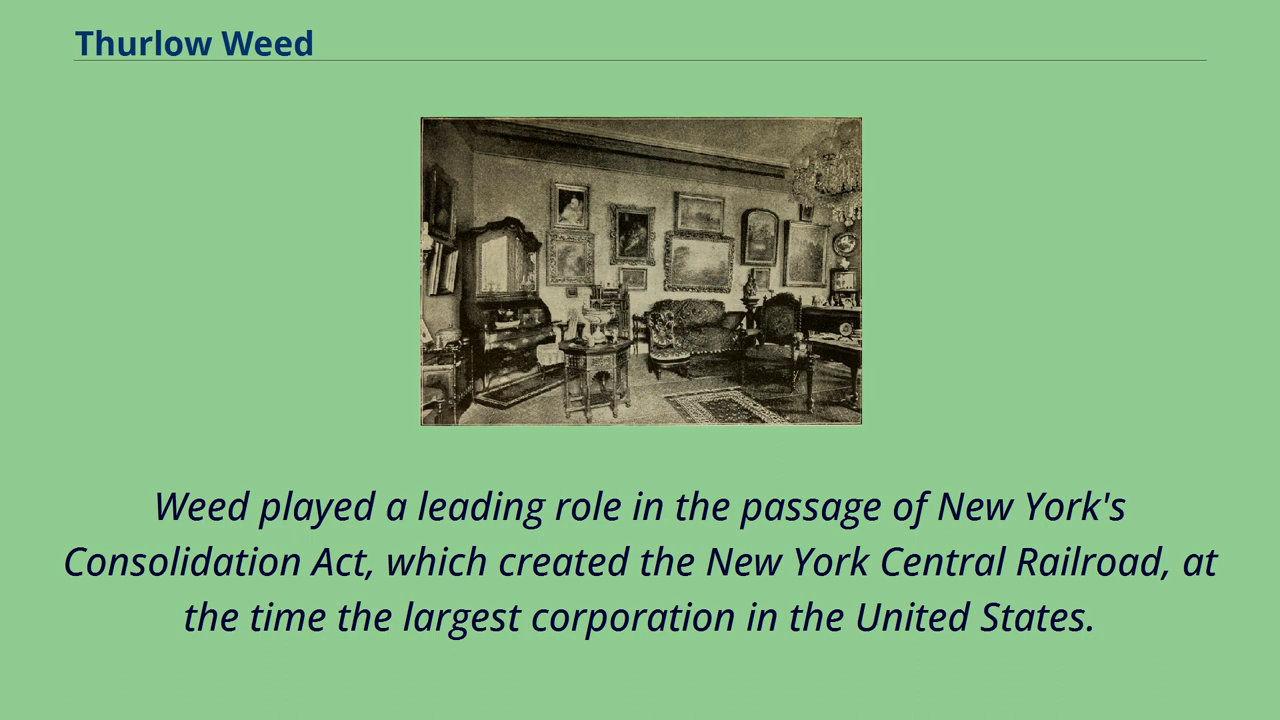 Thurlow Weed
Weed played a leading role in the passage of New York's
Consolidation Act, which created the New York Central Railroad, at
the time the largest corporation in the United States.